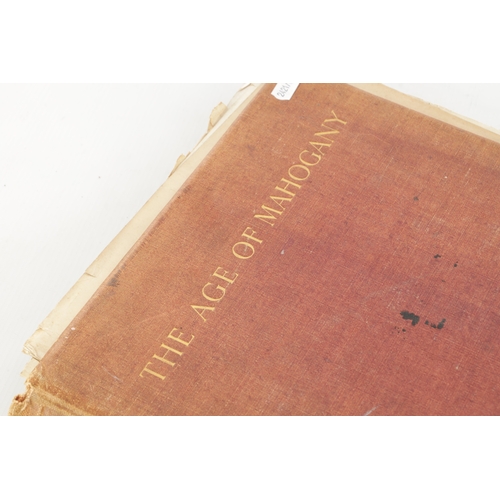 THE AGE OF MAHOGANY